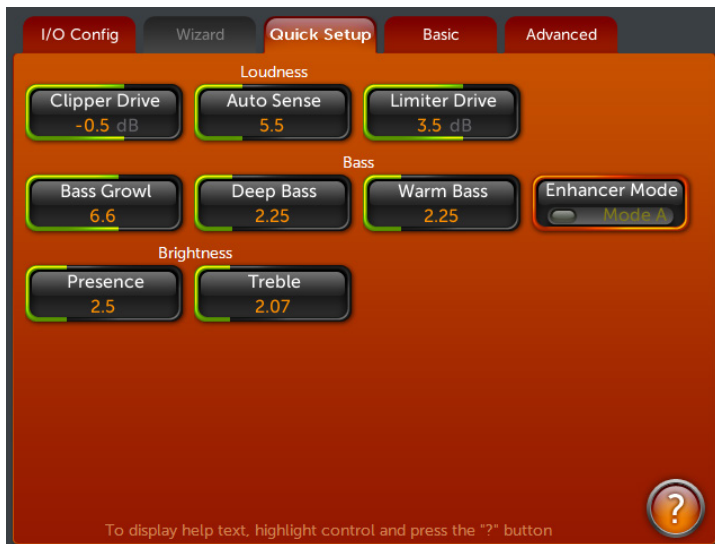 I/O Config Wizard Quick Setup Basic Advanced
Loudness
Clipper Drive Auto Sense Limiter Drive
-0.5 dB 5.5 3.5 dB
Bass
Bass Growl Deep Bass Warm Bass Enhancer Mode
6.6 2.25 2.25 Mode A
Brightness
Presence Treble
2.5 2.07
?
To display help text, highlight control and press the "?" button